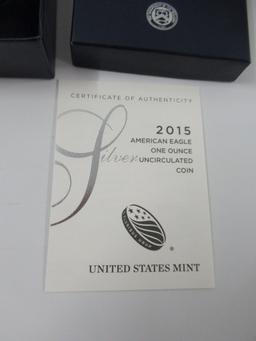 CERTIFICATE OF AUTHENTICITY
2015
AMERICAN EAGLE
ONE OUNCE
Silver UNCIRCULATED
COIN
UNITED STATES MINT